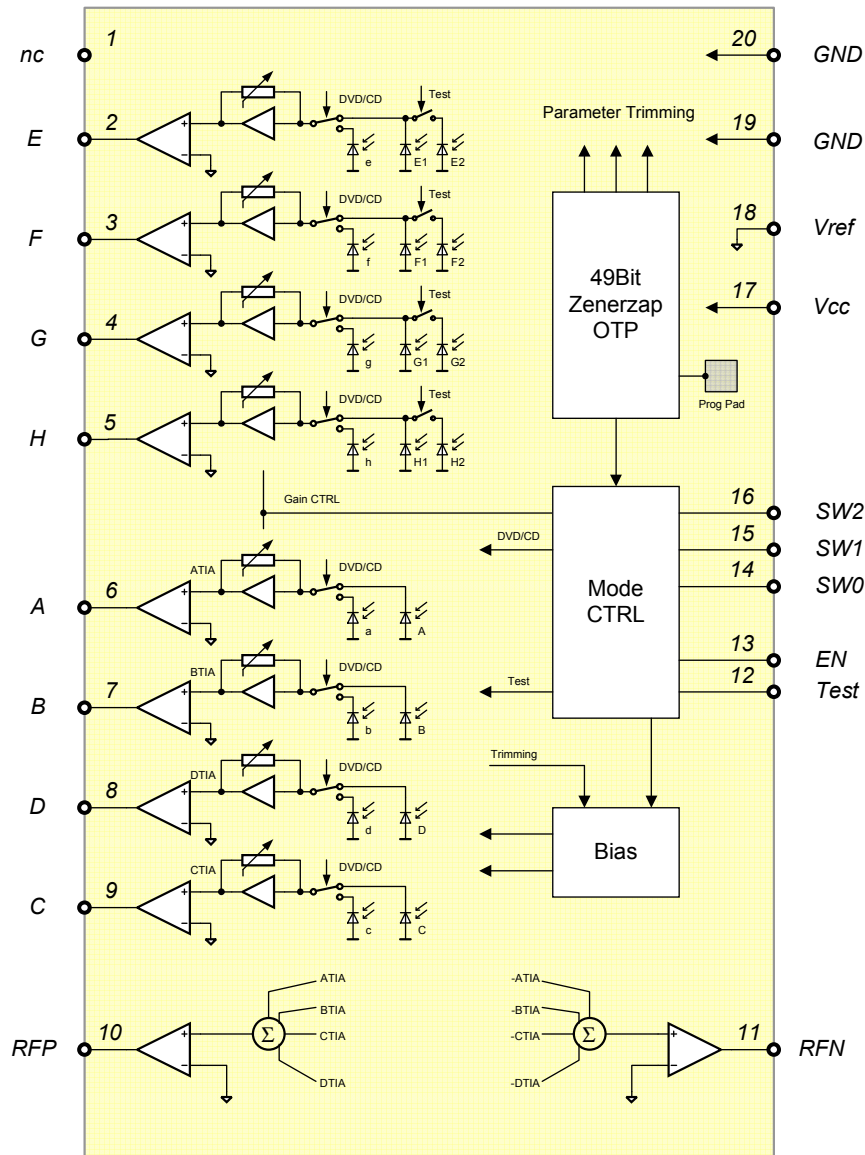 nc 1
20 GND
DVD/CD Test
E 2
e E1 E2
Parameter Trimming
19 GND
DVD/CD Test
F 3
f F1 F2
18 Vref
49Bit
Zenerzap
OTP
DVD/CD Test
17 Vcc
G 4
g G1 G2
Prog Pad
DVD/CD Test
H 5
h H1 H2
Gain CTRL
16 SW2
DVD/CD
15 SW1
14 SW0
Mode
CTRL
ATIA DVD/CD
A 6
a A
13 EN
12 Test
Test
BTIA DVD/CD
B 7
b B
Trimming
DTIA DVD/CD
D 8
d D
Bias
CTIA DVD/CD
C 9
c C
ATIA
BTIA
CTIA
DTIA
Σ
+
-
RFP 10
-ATIA
-BTIA
-CTIA
-DTIA
Σ
+
-
11 RFN